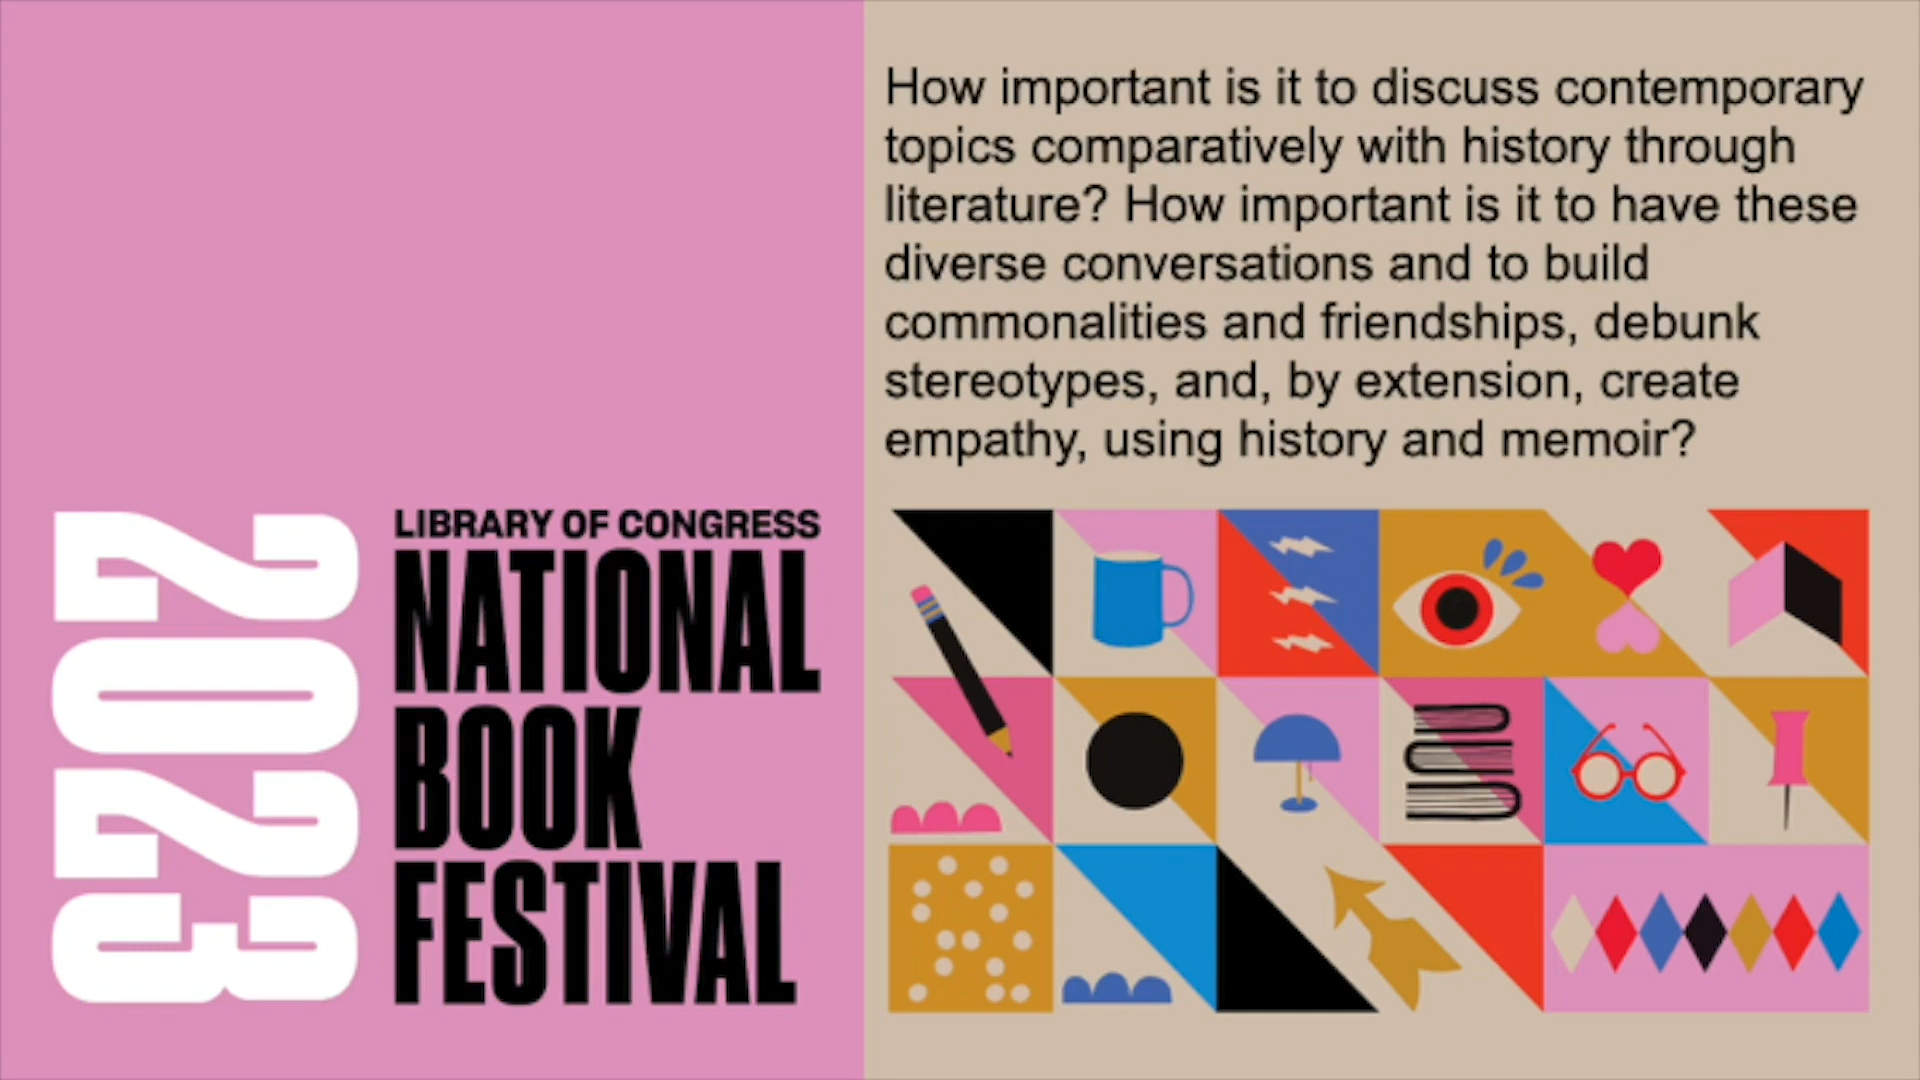 How important is it to discuss contemporary
topics comparatively with history through
literature? How important is it to have these
diverse conversations and to build
commonalities and friendships, debunk
stereotypes, and, by extension, create
empathy, using history and memoir?
2023
LIBRARY OF CONGRESS
NATIONAL
BOOK
FESTIVAL